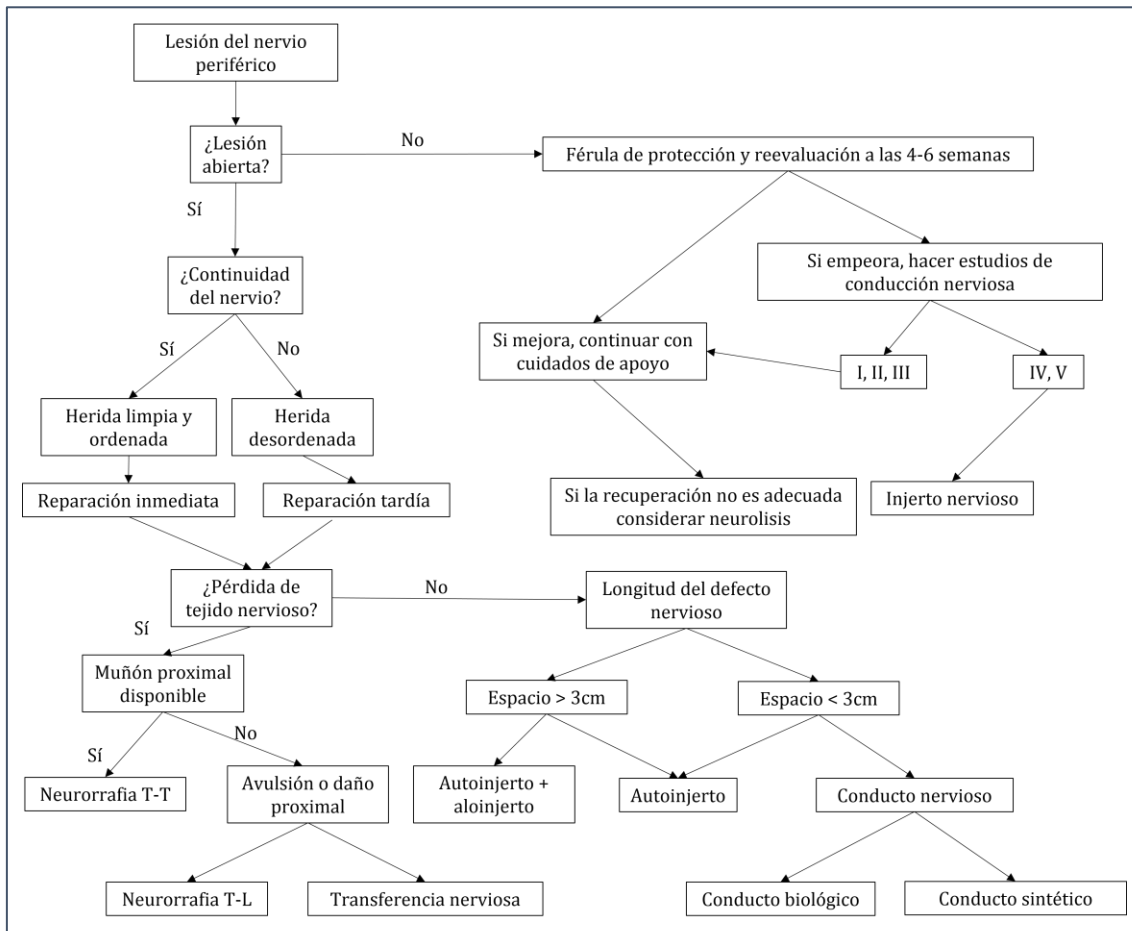 Lesión del nervio
periférico
¿Lesión
abierta?
No
Férula de protección y reevaluación a las 4-6 semanas
Sí
¿Continuidad
del nervio?
Si empeora, hacer estudios de
conducción nerviosa
Si mejora, continuar con
cuidados de apoyo
I, II, III
IV, V
Sí
No
Herida limpia y
ordenada
Herida
desordenada
Reparación inmediata
Reparación tardía
Si la recuperación no es adecuada
considerar neurolisis
Injerto nervioso
¿Pérdida de
tejido nervioso?
No
Longitud del defecto
nervioso
Sí
Muñón proximal
disponible
Espacio > 3cm
Espacio < 3cm
Sí
No
Neurorrafia T-T
Avulsión o daño
proximal
Autoinjerto +
aloinjerto
Autoinjerto
Conducto nervioso
Neurorrafia T-L
Transferencia nerviosa
Conducto biológico
Conducto sintético